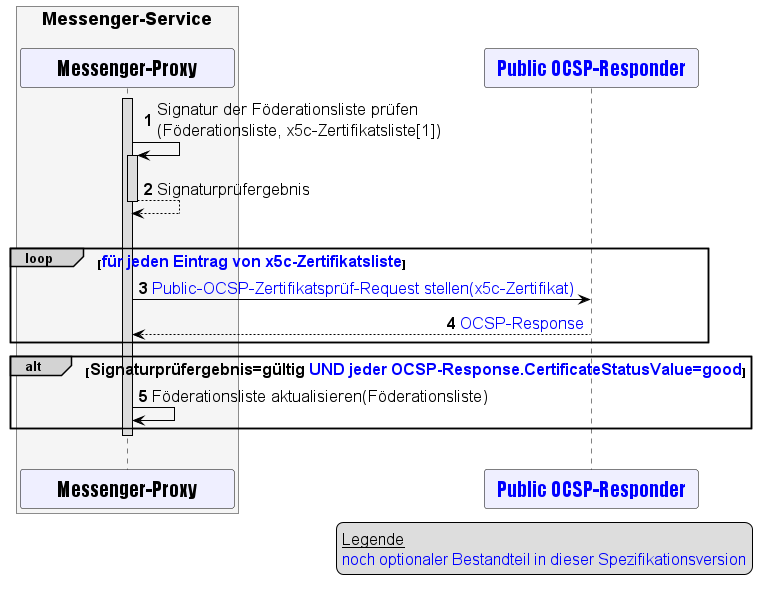 Messenger-Service
Messenger-Proxy
Public OCSP-Responder
1 Signatur der Föderationsliste prüfen
(Föderationsliste, x5c-Zertifikatsliste[1])
2 Signaturprüfergebnis
loop [für jeden Eintrag von x5c-Zertifikatsliste]
3 Public-OCSP-Zertifikatsprüf-Request stellen(x5c-Zertifikat)
4 OCSP-Response
alt [Signaturprüfergebnis=gültig UND jeder OCSP-Response.CertificateStatusValue=good]
5 Föderationsliste aktualisieren(Föderationsliste)
Messenger-Proxy
Public OCSP-Responder
Legende
noch optionaler Bestandteil in dieser Spezifikationsversion